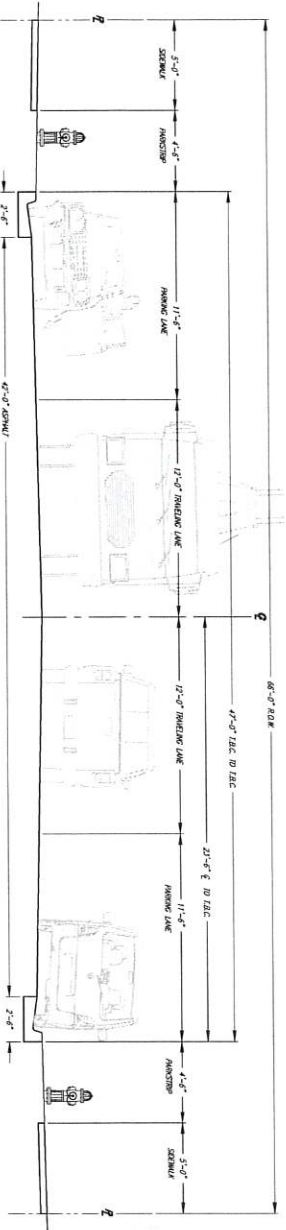 66'-0" R.O.W.
47'-0" T.B.C. TO T.B.C.
23'-6" ℄ TO T.B.C.
5'-0"
SIDEWALK
4'-6"
PARKSTRIP
11'-6"
PARKING LANE
12'-0" TRAVELING LANE
12'-0" TRAVELING LANE
11'-6"
PARKING LANE
4'-6"
PARKSTRIP
5'-0"
SIDEWALK
2'-6"
42'-0" ASPHALT
2'-6"